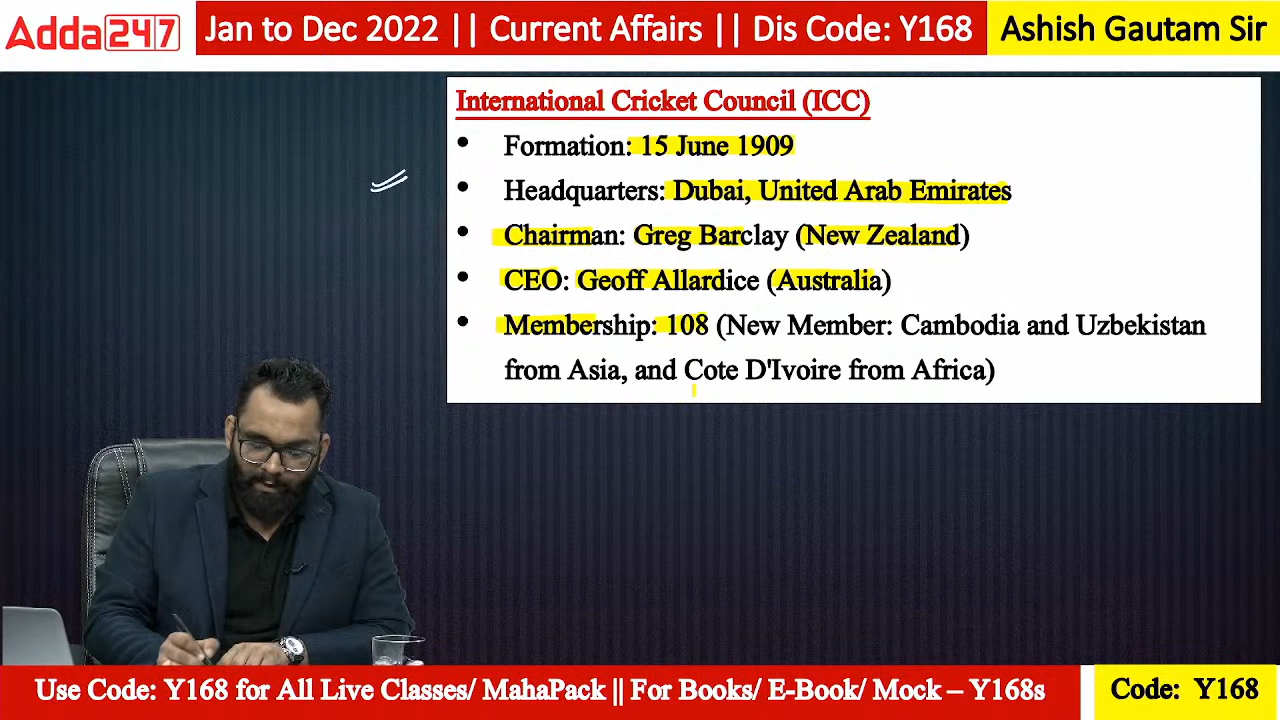 Adda247
Jan to Dec 2022 || Current Affairs || Dis Code: Y168
Ashish Gautam Sir
International Cricket Council (ICC)
• Formation: 15 June 1909
• Headquarters: Dubai, United Arab Emirates
• Chairman: Greg Barclay (New Zealand)
• CEO: Geoff Allardice (Australia)
• Membership: 108 (New Member: Cambodia and Uzbekistan
from Asia, and Cote D'Ivoire from Africa)
Use Code: Y168 for All Live Classes/ MahaPack || For Books/ E-Book/ Mock – Y168s
Code: Y168